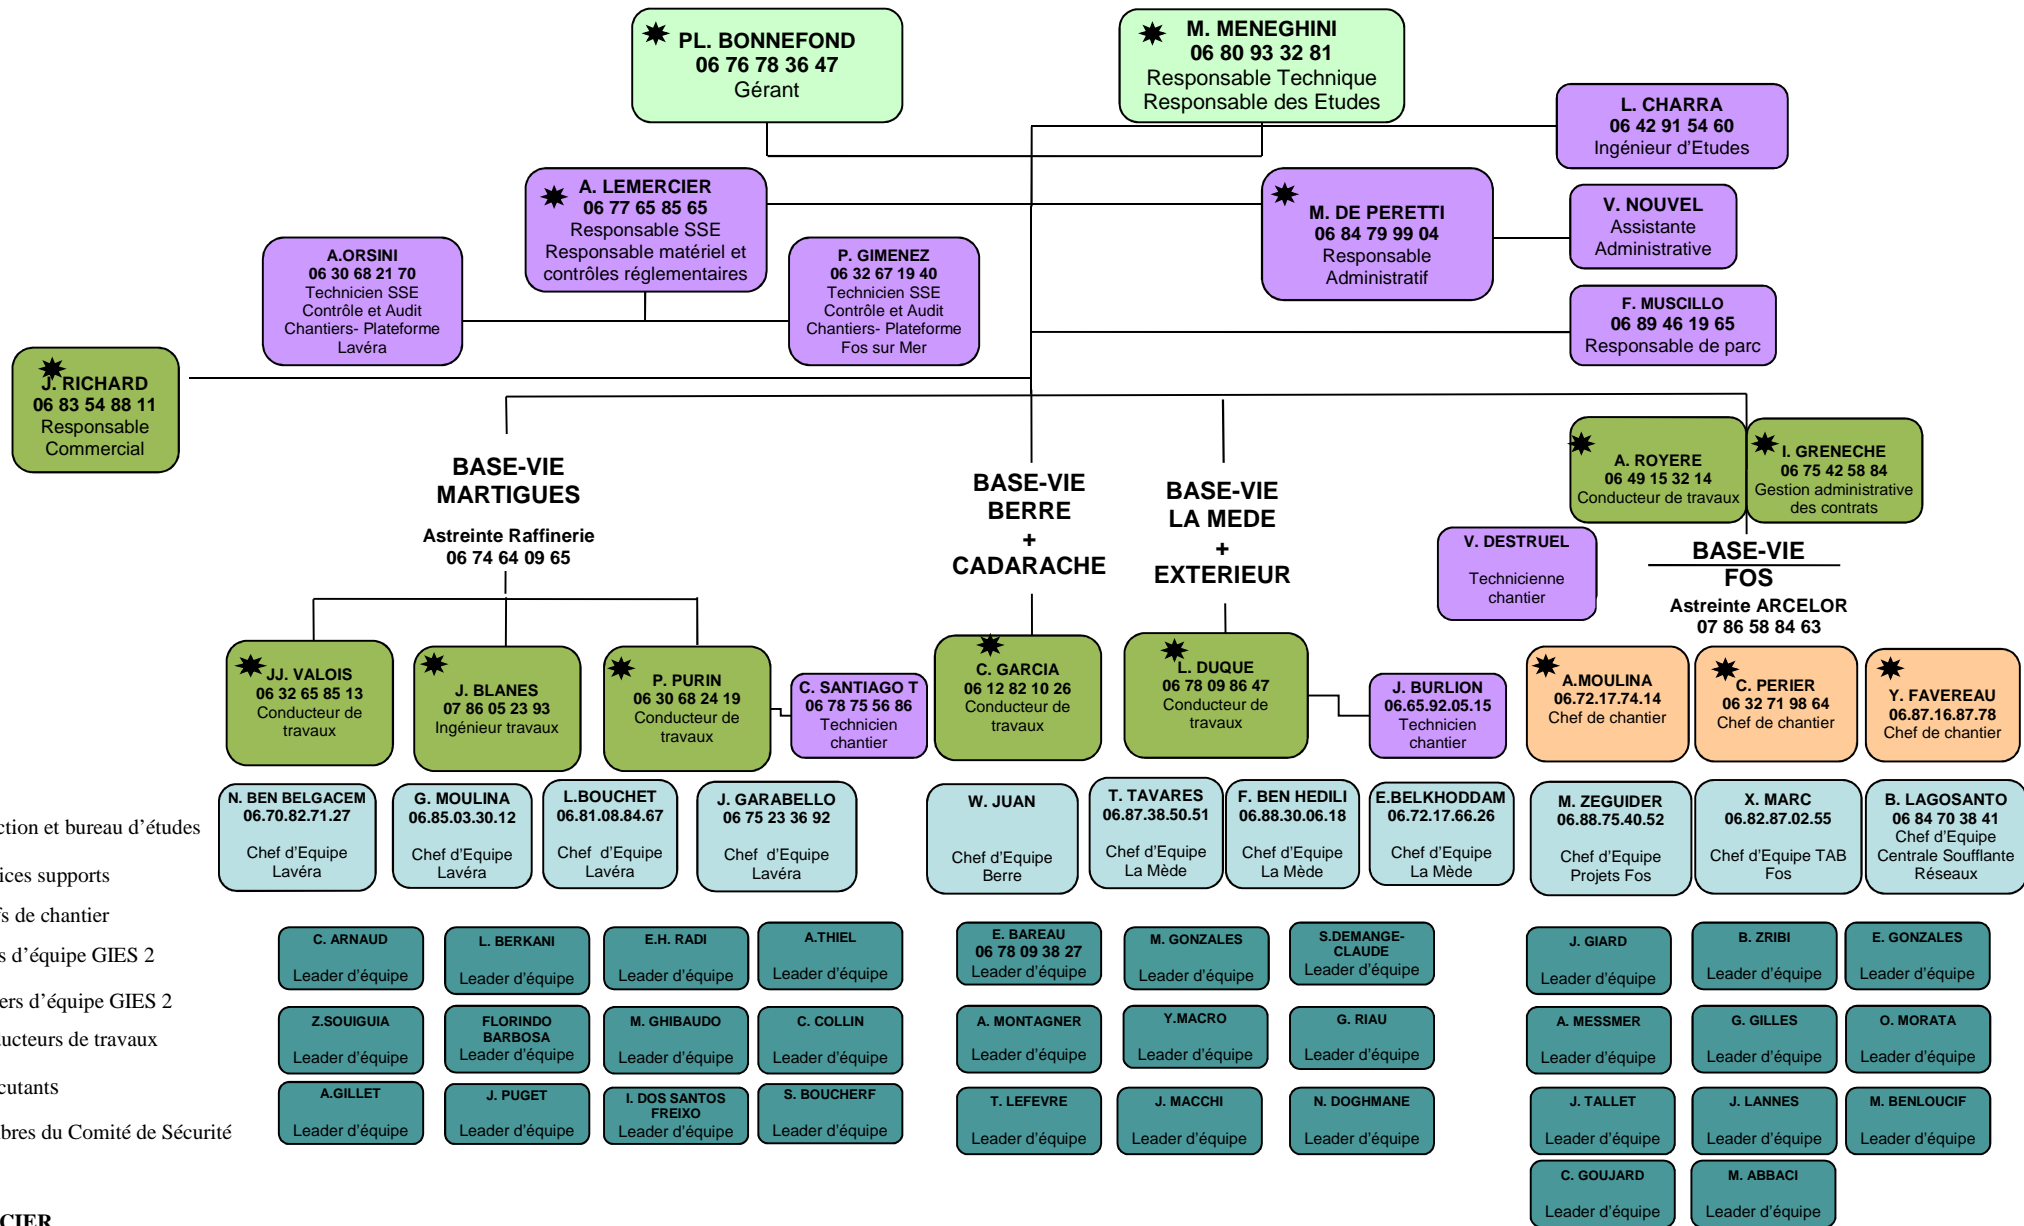 PL. BONNEFOND
06 76 78 36 47
Gérant
M. MENEGHINI
06 80 93 32 81
Responsable Technique
Responsable des Etudes
L. CHARRA
06 42 91 54 60
Ingénieur d'Etudes
A. LEMERCIER
06 77 65 85 65
Responsable SSE
Responsable matériel et
contrôles réglementaires
M. DE PERETTI
06 84 79 99 04
Responsable
Administratif
V. NOUVEL
Assistante
Administrative
A.ORSINI
06 30 68 21 70
Technicien SSE
Contrôle et Audit
Chantiers- Plateforme
Lavéra
P. GIMENEZ
06 32 67 19 40
Technicien SSE
Contrôle et Audit
Chantiers- Plateforme
Fos sur Mer
F. MUSCILLO
06 89 46 19 65
Responsable de parc
J. RICHARD
06 83 54 88 11
Responsable
Commercial
A. ROYERE
06 49 15 32 14
Conducteur de travaux
I. GRENECHE
06 75 42 58 84
Gestion administrative
des contrats
BASE-VIE
MARTIGUES
Astreinte Raffinerie
06 74 64 09 65
BASE-VIE
BERRE
+
CADARACHE
BASE-VIE
LA MEDE
+
EXTERIEUR
V. DESTRUEL
Technicienne
chantier
BASE-VIE
FOS
Astreinte ARCELOR
07 86 58 84 63
JJ. VALOIS
06 32 65 85 13
Conducteur de
travaux
J. BLANES
07 86 05 23 93
Ingénieur travaux
P. PURIN
06 30 68 24 19
Conducteur de
travaux
C. SANTIAGO T
06 78 75 56 86
Technicien
chantier
C. GARCIA
06 12 82 10 26
Conducteur de
travaux
L. DUQUE
06 78 09 86 47
Conducteur de
travaux
J. BURLION
06.65.92.05.15
Technicien
chantier
A.MOULINA
06.72.17.74.14
Chef de chantier
C. PERIER
06 32 71 98 64
Chef de chantier
Y. FAVEREAU
06.87.16.87.78
Chef de chantier
N. BEN BELGACEM
06.70.82.71.27
Chef d'Equipe
Lavéra
G. MOULINA
06.85.03.30.12
Chef d'Equipe
Lavéra
L.BOUCHET
06.81.08.84.67
Chef d'Equipe
Lavéra
J. GARABELLO
06 75 23 36 92
Chef d'Equipe
Lavéra
W. JUAN
Chef d'Equipe
Berre
T. TAVARES
06.87.38.50.51
Chef d'Equipe
La Mède
F. BEN HEDILI
06.88.30.06.18
Chef d'Equipe
La Mède
E.BELKHODDAM
06.72.17.66.26
Chef d'Equipe
La Mède
M. ZEGUIDER
06.88.75.40.52
Chef d'Equipe
Projets Fos
X. MARC
06.82.87.02.55
Chef d'Equipe TAB
Fos
B. LAGOSANTO
06 84 70 38 41
Chef d'Equipe
Centrale Soufflante
Réseaux
ction et bureau d'études
ices supports
fs de chantier
s d'équipe GIES 2
ers d'équipe GIES 2
ducteurs de travaux
cutants
bres du Comité de Sécurité
C. ARNAUD
Leader d'équipe
L. BERKANI
Leader d'équipe
E.H. RADI
Leader d'équipe
A.THIEL
Leader d'équipe
E. BAREAU
06 78 09 38 27
Leader d'équipe
M. GONZALES
Leader d'équipe
S.DEMANGE-
CLAUDE
Leader d'équipe
J. GIARD
Leader d'équipe
B. ZRIBI
Leader d'équipe
E. GONZALES
Leader d'équipe
Z.SOUIGUIA
Leader d'équipe
FLORINDO
BARBOSA
Leader d'équipe
M. GHIBAUDO
Leader d'équipe
C. COLLIN
Leader d'équipe
A. MONTAGNER
Leader d'équipe
Y.MACRO
Leader d'équipe
G. RIAU
Leader d'équipe
A. MESSMER
Leader d'équipe
G. GILLES
Leader d'équipe
O. MORATA
Leader d'équipe
A.GILLET
Leader d'équipe
J. PUGET
Leader d'équipe
I. DOS SANTOS
FREIXO
Leader d'équipe
S. BOUCHERF
Leader d'équipe
T. LEFEVRE
Leader d'équipe
J. MACCHI
Leader d'équipe
N. DOGHMANE
Leader d'équipe
J. TALLET
Leader d'équipe
J. LANNES
Leader d'équipe
M. BENLOUCIF
Leader d'équipe
C. GOUJARD
Leader d'équipe
M. ABBACI
Leader d'équipe
CIER